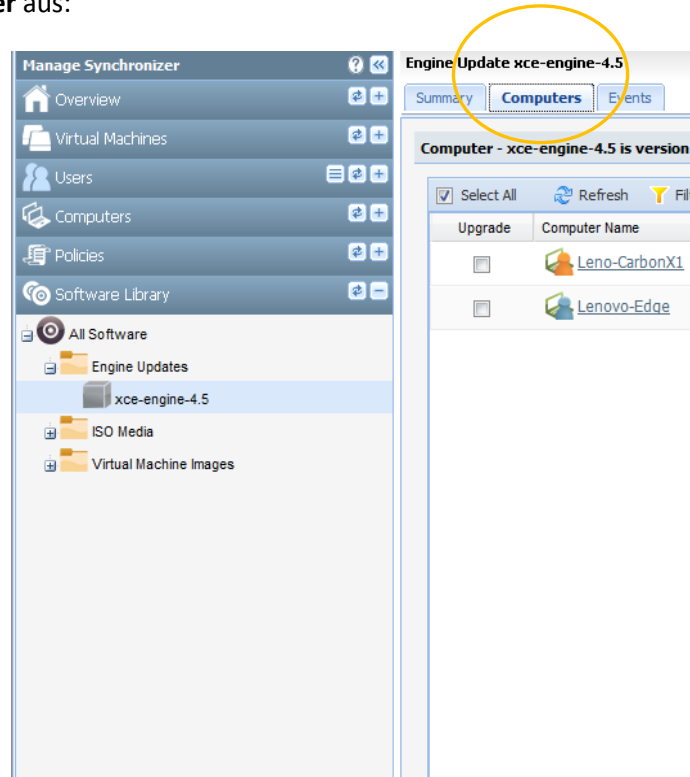 er aus:
Manage Synchronizer
Overview
Virtual Machines
Users
Computers
Policies
Software Library
All Software
Engine Updates
xce-engine-4.5
ISO Media
Virtual Machine Images
Engine Update xce-engine-4.5
Summary Computers Events
Computer - xce-engine-4.5 is version
Select All Refresh Fil
Upgrade Computer Name
Leno-CarbonX1
Lenovo-Edge